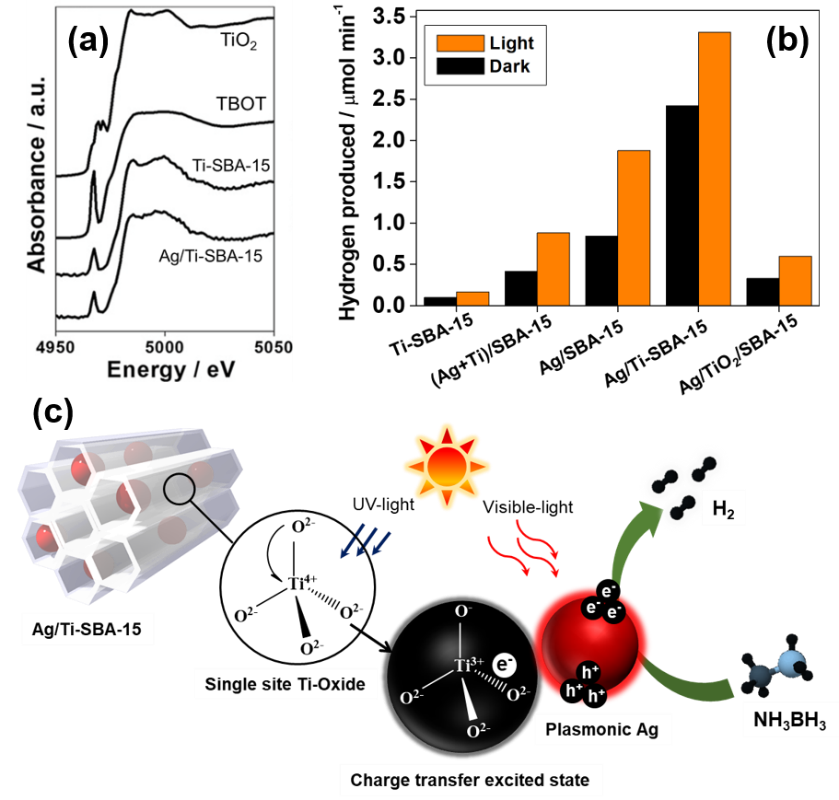 (a)
TiO2
TBOT
Ti-SBA-15
Ag/Ti-SBA-15
Absorbance / a.u.
4950 5000 5050
Energy / eV
(b)
Light
Dark
Hydrogen produced / μmol min-1
3.5
3.0
2.5
2.0
1.5
1.0
0.5
0.0
Ti-SBA-15
(Ag+Ti)/SBA-15
Ag/SBA-15
Ag/Ti-SBA-15
Ag/TiO2/SBA-15
(c)
Ag/Ti-SBA-15
UV-light
Visible-light
O2-
Ti4+
O2-
O2-
O2-
Single site Ti-Oxide
O-
Ti3+
e-
O2-
O2-
O2-
Charge transfer excited state
e-
e-
e-
h+
h+
h+
Plasmonic Ag
H2
NH3BH3